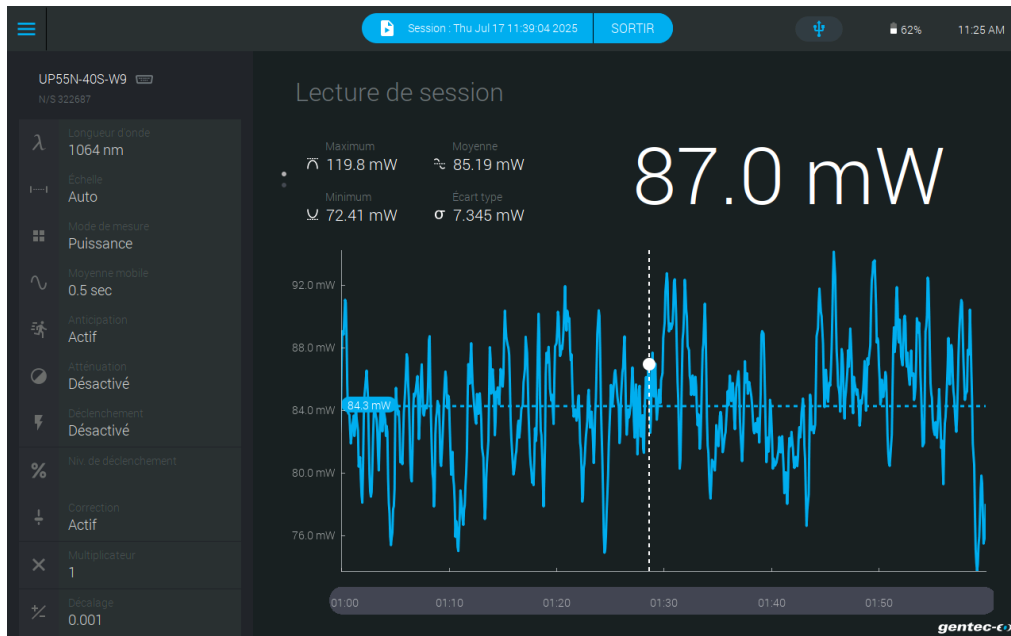 Session : Thu Jul 17 11:39:04 2025
SORTIR
62%
11:25 AM
UP55N-40S-W9
N/S 322687
Lecture de session
λ
Longueur d'onde
1064 nm
Échelle
Auto
Mode de mesure
Puissance
Moyenne mobile
0.5 sec
Anticipation
Actif
Atténuation
Désactivé
Déclenchement
Désactivé
%
Niv. de déclenchement
Correction
Actif
Multiplicateur
1
Décalage
0.001
Maximum
119.8 mW
Moyenne
85.19 mW
Minimum
72.41 mW
Écart type
σ 7.345 mW
87.0 mW
92.0 mW
88.0 mW
84.3 mW
84.0 mW
80.0 mW
76.0 mW
01:00
01:10
01:20
01:30
01:40
01:50
gentec-eo